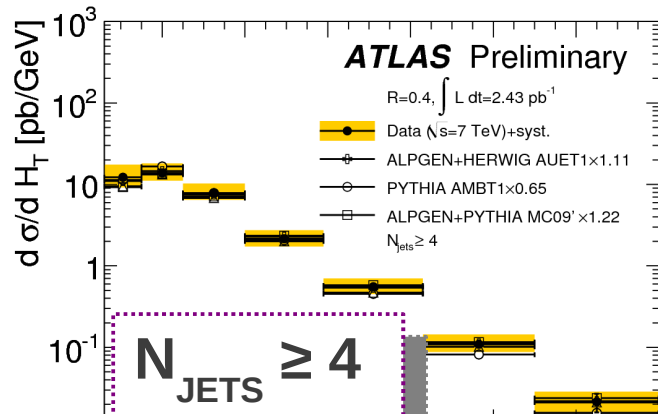 10³
ATLAS Preliminary
R=0.4, ∫ L dt=2.43 pb⁻¹
10²
Data (√s=7 TeV)+syst.
ALPGEN+HERWIG AUET1×1.11
10
PYTHIA AMBT1×0.65
ALPGEN+PYTHIA MC09'×1.22
N_jets ≥ 4
1
10⁻¹
d σ/d H_T [pb/GeV]
N_JETS ≥ 4